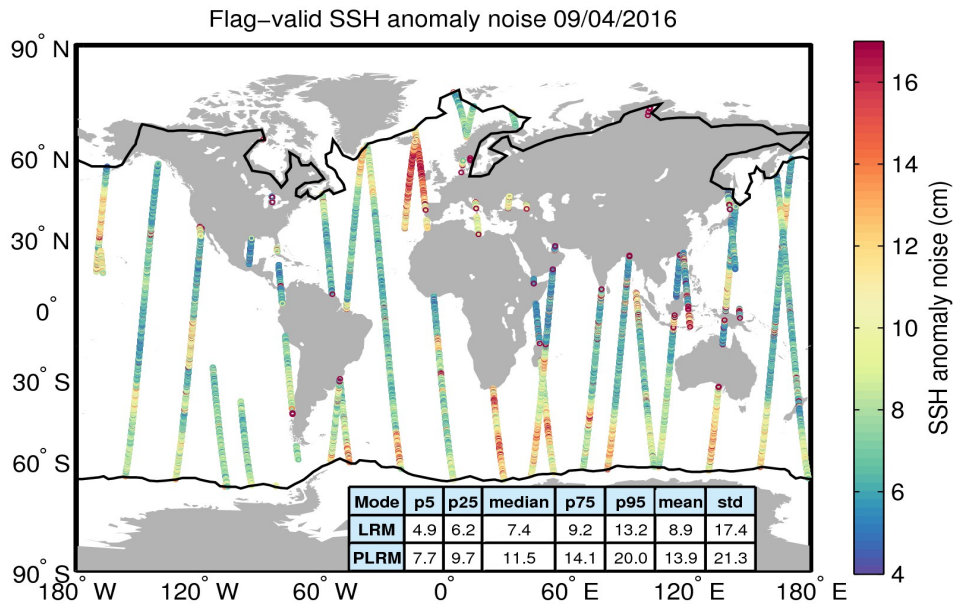 Flag−valid SSH anomaly noise 09/04/2016
90° N
60° N
30° N
0°
30° S
60° S
90° S
180° W
120° W
60° W
0°
60° E
120° E
180° E
Mode p5 p25 median p75 p95 mean std
LRM 4.9 6.2 7.4 9.2 13.2 8.9 17.4
PLRM 7.7 9.7 11.5 14.1 20.0 13.9 21.3
16
14
12
10
8
6
4
SSH anomaly noise (cm)